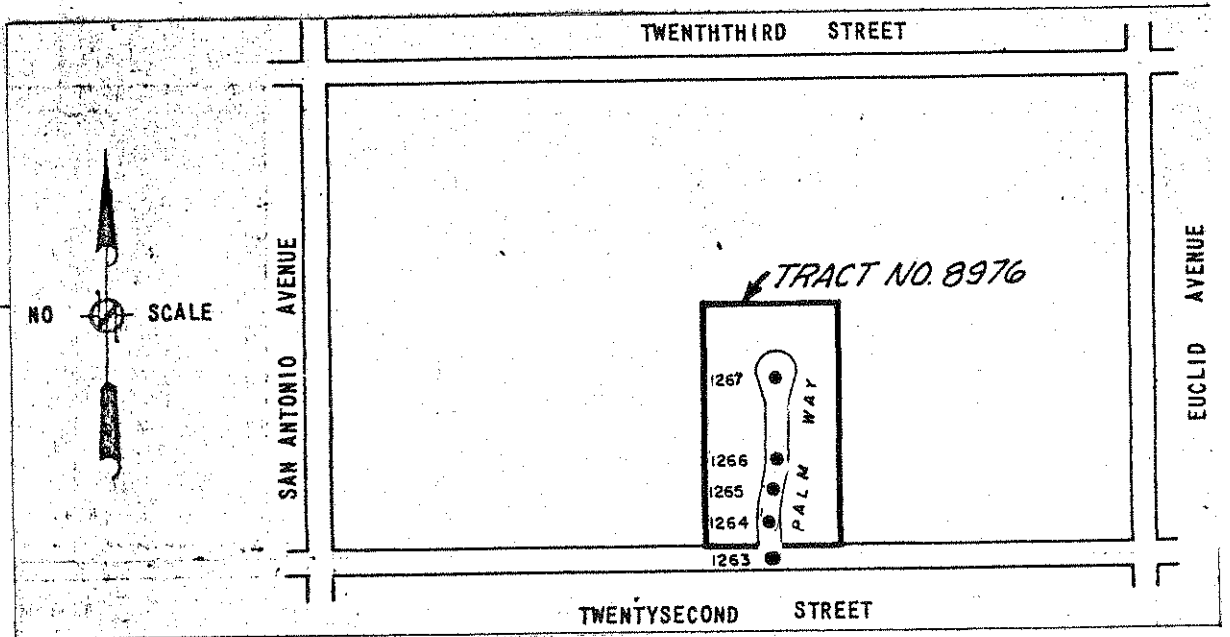 TWENTHTHIRD STREET
SAN ANTONIO AVENUE
EUCLID AVENUE
NO SCALE
TRACT NO. 8976
1267
1266
1265
1264
1263
PALM WAY
TWENTYSECOND STREET